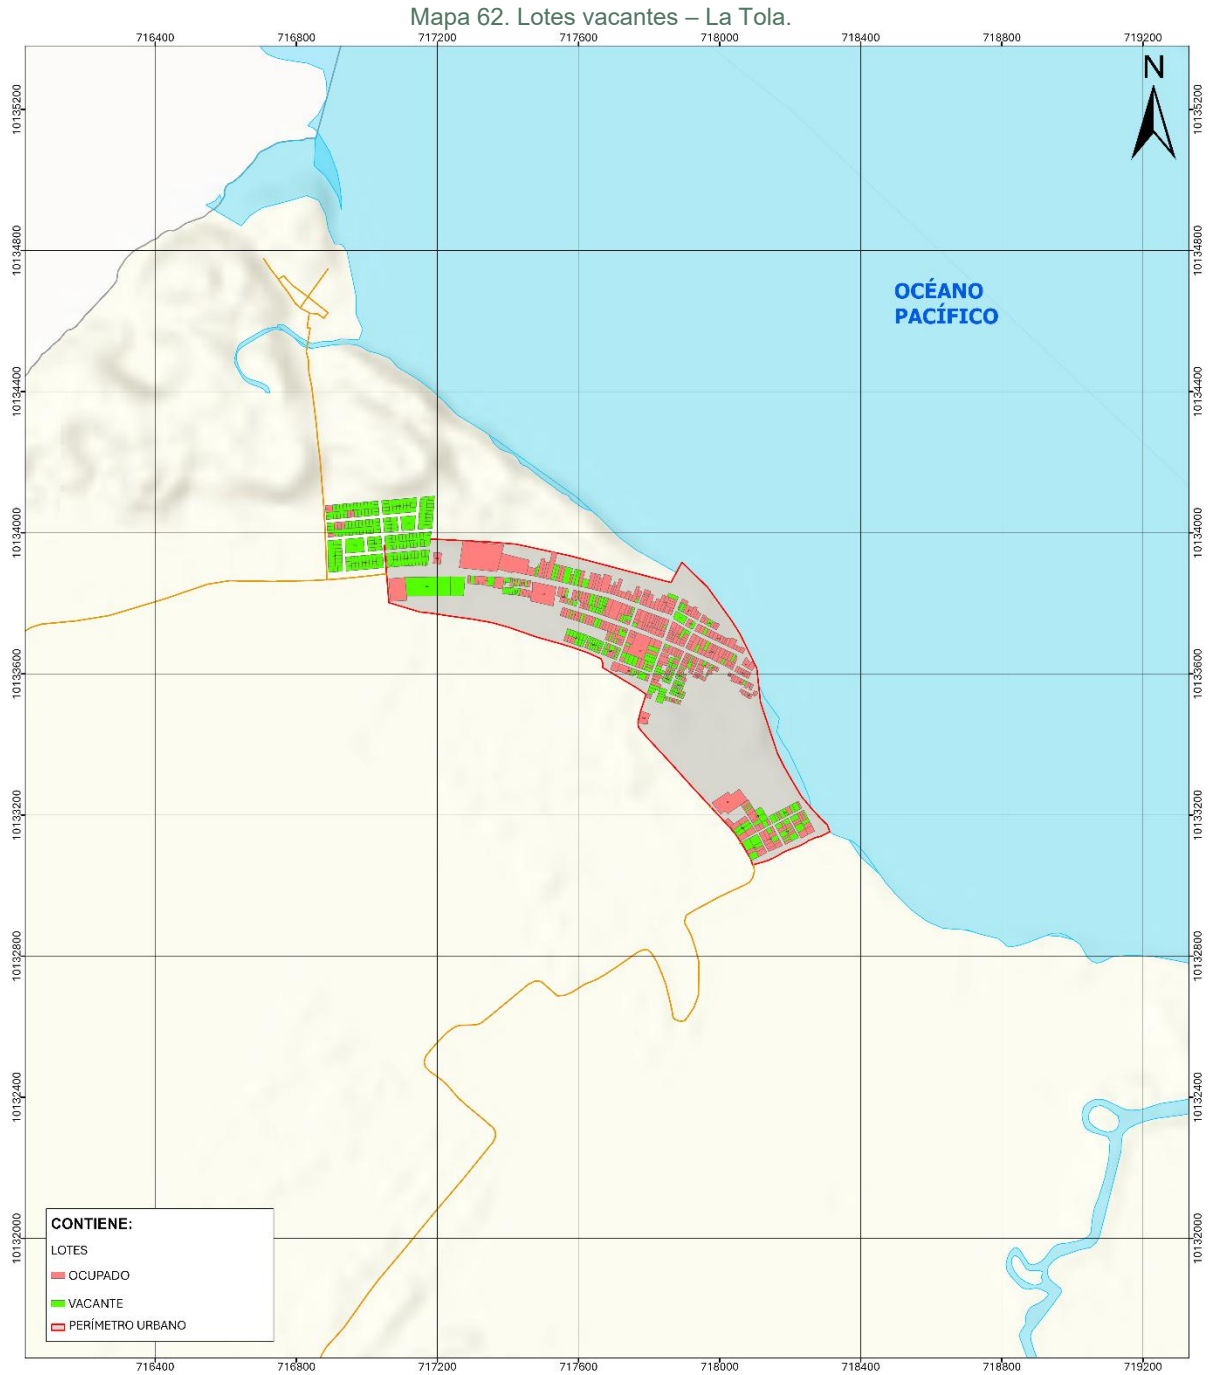 Mapa 62. Lotes vacantes – La Tola.
716400 716800 717200 717600 718000 718400 718800 719200
N
10135200 10135200
10134800 10134800
OCÉANO
PACÍFICO
10134400 10134400
10134000 10134000
10133600 10133600
10133200 10133200
10132800 10132800
10132400 10132400
10132000 10132000
CONTIENE:
LOTES
OCUPADO
VACANTE
PERÍMETRO URBANO
716400 716800 717200 717600 718000 718400 718800 719200